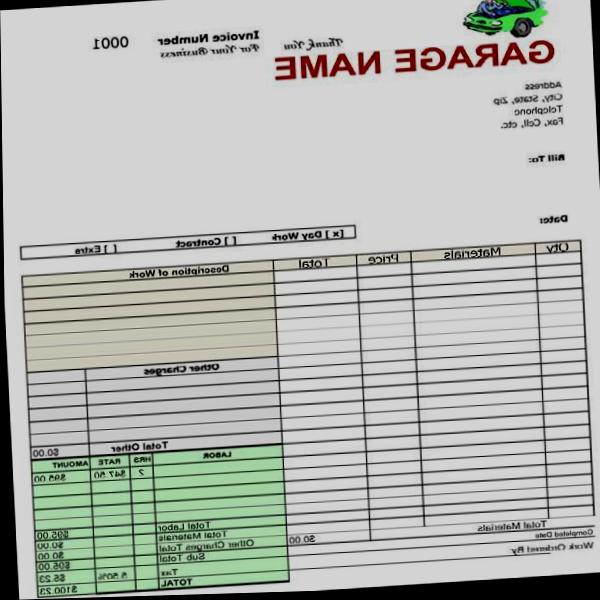 GARAGE NAME
Thank You
For Your Business
Invoice Number
0001
Address
City, State, Zip
Telephone
Fax, Cell, etc.
Bill To:
Date:
[x] Day Work [ ] Contract [ ] Extra
Qty Materials Price Total Description of Work
Other Charges
Total Other $0.00
LABOR HRS RATE AMOUNT
2 $47.50 $95.00
Total Labor $95.00
Total Materials $0.00
Other Charges Total $0.00
Sub Total $95.00
Tax 5.50% $5.23
TOTAL $100.23
Total Materials $0.00
Completed Date
Work Ordered By